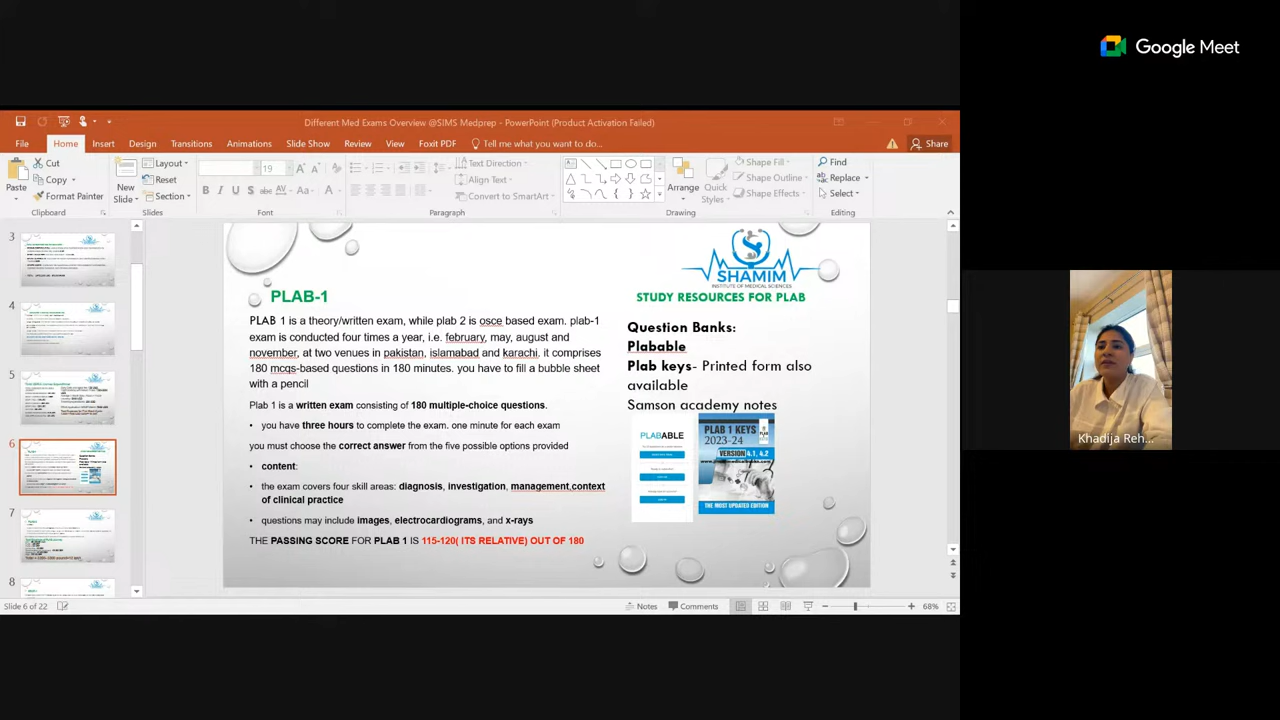 Google Meet
Different Med Exams Overview @SIMS Medprep - PowerPoint (Product Activation Failed)
File Home Insert Design Transitions Animations Slide Show Review View Foxit PDF Tell me what you want to do... Share
Paste
Cut
Copy
Format Painter
Clipboard
New
Slide
Layout
Reset
Section
Slides
19
B I U S abc AV Aa A
Font
Text Direction
Align Text
Convert to SmartArt
Paragraph
Arrange
Quick
Styles
Shape Fill
Shape Outline
Shape Effects
Drawing
Find
Replace
Select
Editing
3
4
5
6
7
8
SHAMIM
INSTITUTE OF MEDICAL SCIENCES
PLAB-1
PLAB 1 is a theory/written exam, while plab 2 is
based exam. plab-1
exam is conducted four times a year, i.e. february, may, august and
november, at two venues in pakistan, islamabad and karachi. it comprises
180 mcqs-based questions in 180 minutes. you have to fill a bubble sheet
with a pencil
Plab 1 is a written exam consisting of 180 multiple-choice questions.
• you have three hours to complete the exam. one minute for each exam
you must choose the correct answer from the five possible options provided
• content:
• the exam covers four skill areas: diagnosis, investigation, management,context
of clinical practice
• questions may include images, electrocardiograms, and x-rays
THE PASSING SCORE FOR PLAB 1 IS 115-120( ITS RELATIVE) OUT OF 180
STUDY RESOURCES FOR PLAB
Question Banks:
Plabable
Plab keys- Printed form also
available
Samson academy notes
PLABABLE
PLAB 1 KEYS
2023-24
VERSION 4.1, 4.2
THE MOST UPDATED EDITION
Khadija Reh...
Slide 6 of 22
Notes Comments 68%